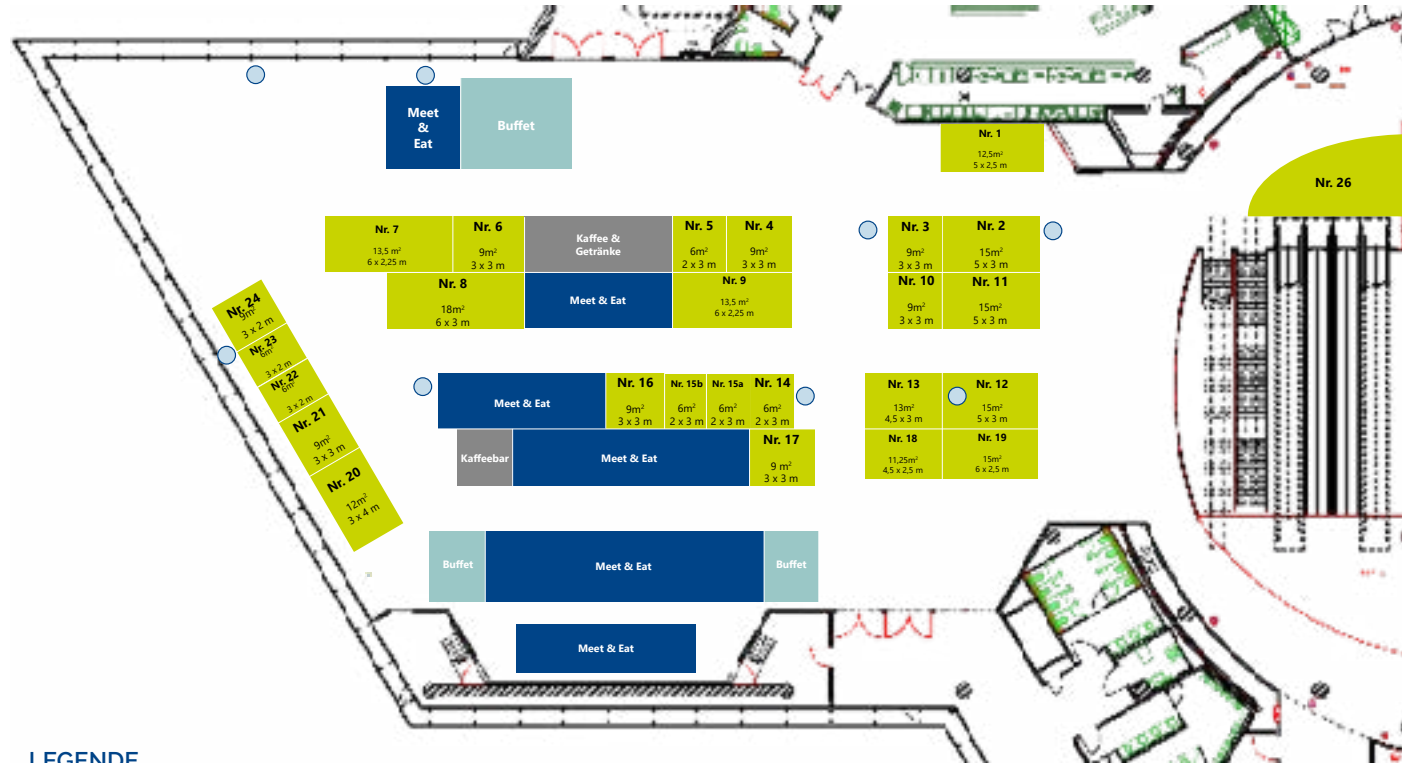 Meet
&
Eat
Buffet
Nr. 1
12,5m²
5 x 2,5 m
Nr. 26
Nr. 7
13,5 m²
6 x 2,25 m
Nr. 6
9m²
3 x 3 m
Kaffee &
Getränke
Nr. 5
6m²
2 x 3 m
Nr. 4
9m²
3 x 3 m
Nr. 3
9m²
3 x 3 m
Nr. 2
15m²
5 x 3 m
Nr. 8
18m²
6 x 3 m
Meet & Eat
Nr. 9
13,5m²
6 x 2,25 m
Nr. 10
9m²
3 x 3 m
Nr. 11
15m²
5 x 3 m
Nr. 24
9m²
3 x 2 m
Nr. 23
6m²
3 x 2 m
Nr. 22
6m²
3 x 2 m
Nr. 21
9m²
3 x 3 m
Nr. 20
12m²
3 x 4 m
Meet & Eat
Nr. 16
9m²
3 x 3 m
Nr. 15b
6m²
2 x 3 m
Nr. 15a
6m²
2 x 3 m
Nr. 14
6m²
2 x 3 m
Nr. 13
13m²
4,5 x 3 m
Nr. 12
15m²
5 x 3 m
Kaffeebar
Meet & Eat
Nr. 17
9 m²
3 x 3 m
Nr. 18
11,25m²
4,5 x 2,5 m
Nr. 19
15m²
6 x 2,5 m
Buffet
Meet & Eat
Buffet
Meet & Eat
LEGENDE